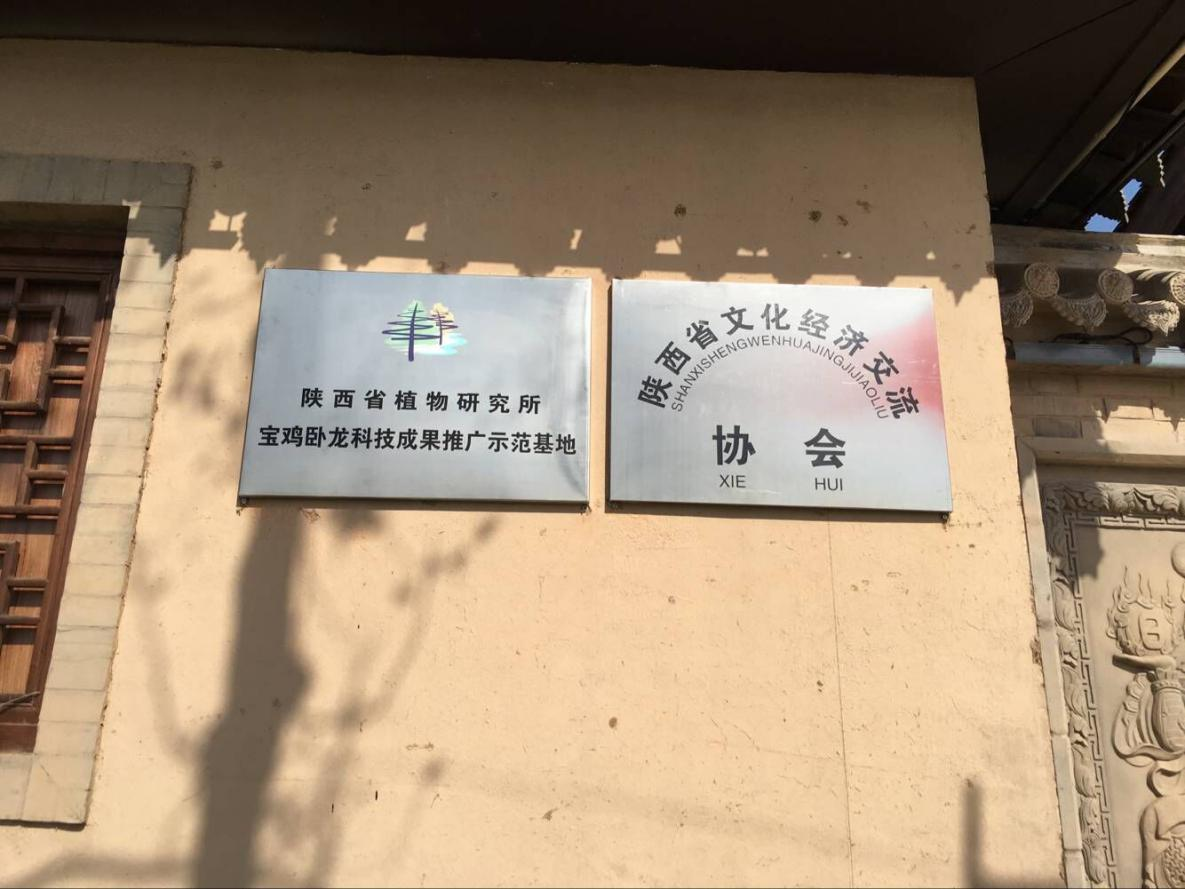 陕西省植物研究所
宝鸡卧龙科技成果推广示范基地
陕西省文化经济交流
SHANXISHENGWENHUAJINGJIJIAOLIU
协会
XIE HUI